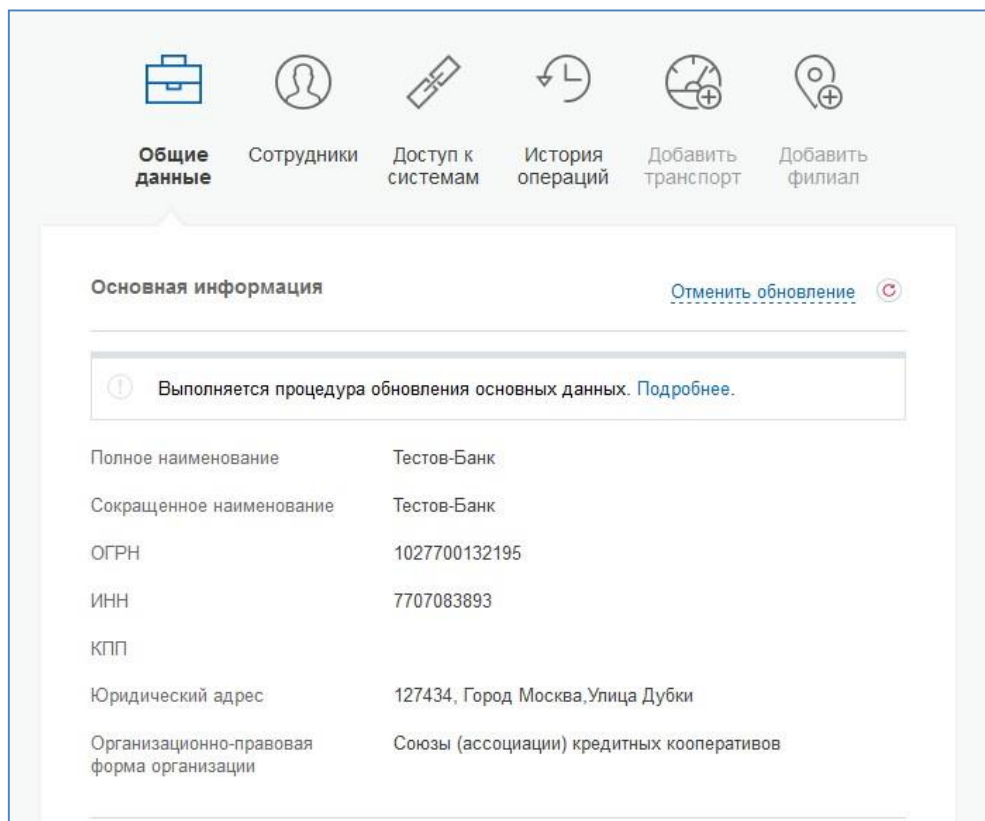 Общие данные
Сотрудники
Доступ к системам
История операций
Добавить транспорт
Добавить филиал
Основная информация
Отменить обновление
Выполняется процедура обновления основных данных. Подробнее.
Полное наименование Тестов-Банк
Сокращенное наименование Тестов-Банк
ОГРН 1027700132195
ИНН 7707083893
КПП
Юридический адрес 127434, Город Москва,Улица Дубки
Организационно-правовая форма организации Союзы (ассоциации) кредитных кооперативов